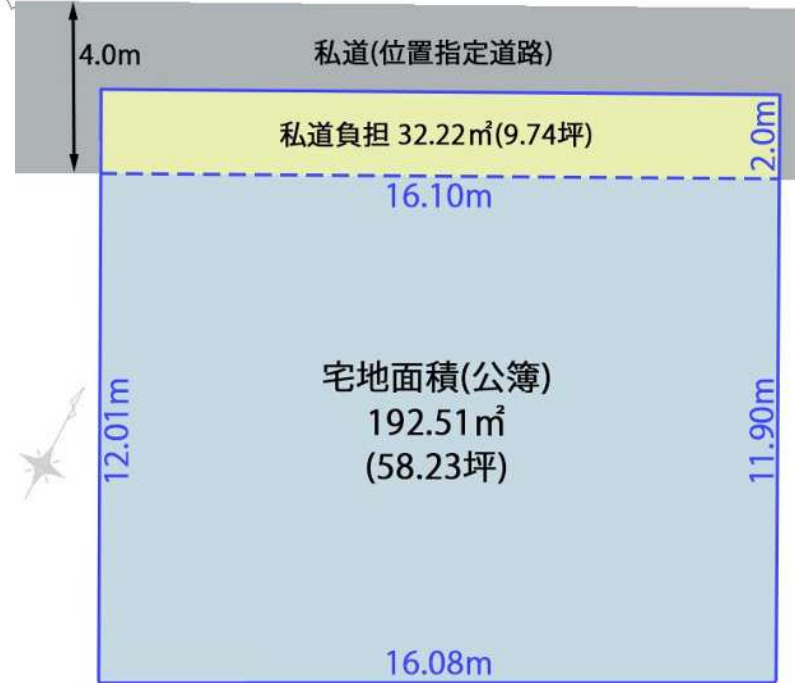 4.0m
私道(位置指定道路)
私道負担 32.22㎡(9.74坪)
2.0m
16.10m
宅地面積(公簿)
192.51㎡
(58.23坪)
12.01m
11.90m
16.08m